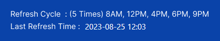 Refresh Cycle : (5 Times) 8AM, 12PM, 4PM, 6PM, 9PM
Last Refresh Time : 2023-08-25 12:03